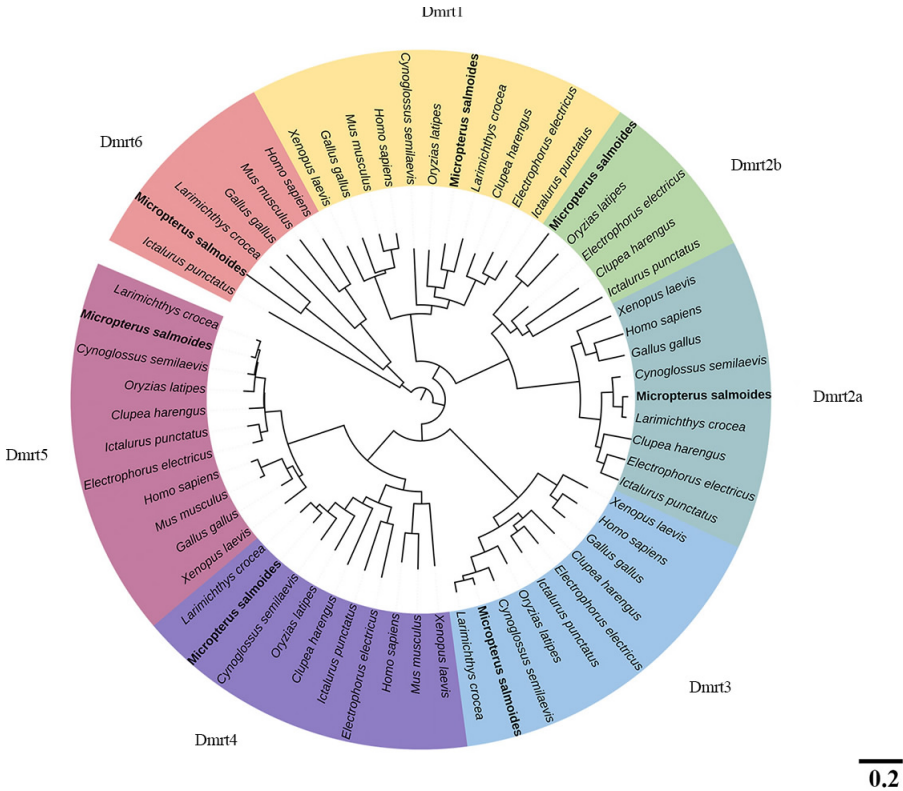 Dmrt1
Xenopus laevis
Gallus gallus
Mus musculus
Homo sapiens
Cynoglossus semilaevis
Oryzias latipes
Micropterus salmoides
Larimichthys crocea
Clupea harengus
Electrophorus electricus
Ictalurus punctatus
Dmrt2b
Micropterus salmoides
Oryzias latipes
Electrophorus electricus
Clupea harengus
Ictalurus punctatus
Dmrt2a
Xenopus laevis
Homo sapiens
Gallus gallus
Cynoglossus semilaevis
Micropterus salmoides
Larimichthys crocea
Clupea harengus
Electrophorus electricus
Ictalurus punctatus
Dmrt3
Xenopus laevis
Homo sapiens
Gallus gallus
Clupea harengus
Electrophorus electricus
Ictalurus punctatus
Oryzias latipes
Cynoglossus semilaevis
Micropterus salmoides
Larimichthys crocea
Dmrt4
Xenopus laevis
Mus musculus
Homo sapiens
Electrophorus electricus
Ictalurus punctatus
Clupea harengus
Oryzias latipes
Cynoglossus semilaevis
Micropterus salmoides
Larimichthys crocea
Dmrt5
Xenopus laevis
Gallus gallus
Mus musculus
Homo sapiens
Electrophorus electricus
Ictalurus punctatus
Clupea harengus
Oryzias latipes
Cynoglossus semilaevis
Micropterus salmoides
Larimichthys crocea
Dmrt6
Ictalurus punctatus
Micropterus salmoides
Larimichthys crocea
Gallus gallus
Mus musculus
Homo sapiens
0.2